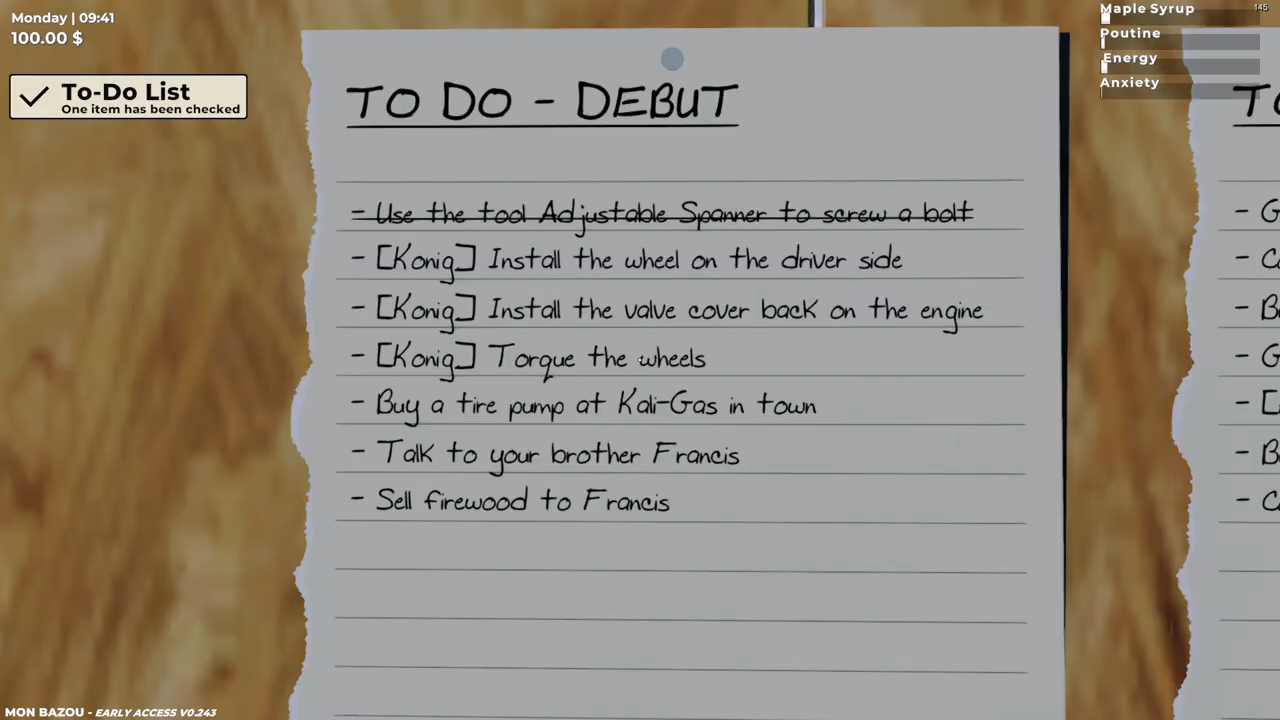 Monday | 09:41
100.00 $
To-Do List
One item has been checked
Maple Syrup
Poutine
Energy
Anxiety
145
TO DO - DEBUT
- Use the tool Adjustable Spanner to screw a bolt
- [Konig] Install the wheel on the driver side
- [Konig] Install the valve cover back on the engine
- [Konig] Torque the wheels
- Buy a tire pump at Kali-Gas in town
- Talk to your brother Francis
- Sell firewood to Francis
MON BAZOU - EARLY ACCESS V0.243